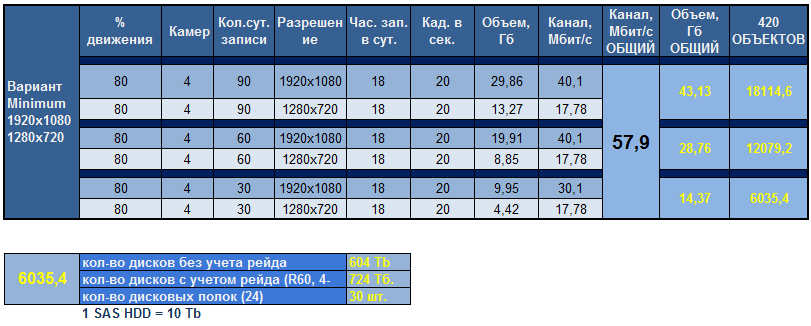 % движения Камер Кол.сут. записи Разрешен ие Час. зап. в сут. Кад. в сек. Объем, Гб Канал, Мбит/с Канал, Мбит/с ОБЩИЙ Объем, Гб ОБЩИЙ 420 ОБЪЕКТОВ
Вариант Minimum 1920x1080 1280x720
80 4 90 1920x1080 18 20 29,86 40,1
80 4 90 1280x720 18 20 13,27 17,78
43,13 18114,6
80 4 60 1920x1080 18 20 19,91 40,1
80 4 60 1280x720 18 20 8,85 17,78
57,9 28,76 12079,2
80 4 30 1920x1080 18 20 9,95 30,1
80 4 30 1280x720 18 20 4,42 17,78
14,37 6035,4
6035,4
кол-во дисков без учета рейда 604 Tb
кол-во дисков с учетом рейда (R60, 4- 724 Тб.
кол-во дисковых полок (24) 30 шт.
1 SAS HDD = 10 Tb